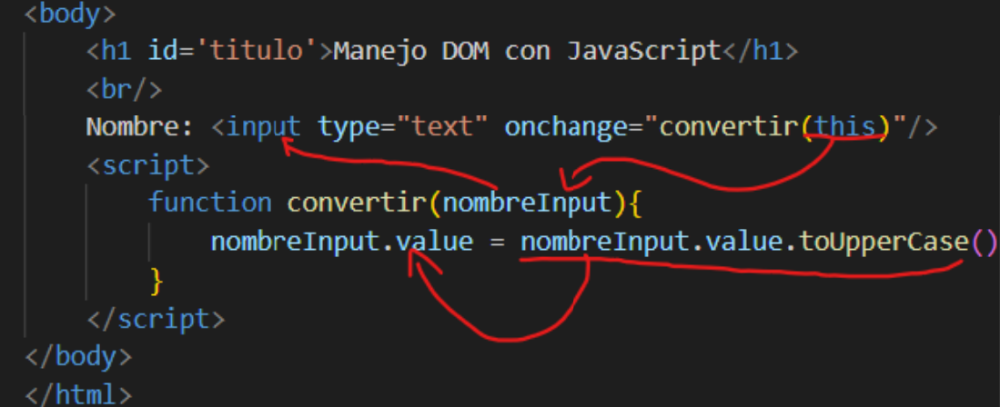 <body>
<h1 id='titulo'>Manejo DOM con JavaScript</h1>
<br/>
Nombre: <input type="text" onchange="convertir(this)"/>
<script>
function convertir(nombreInput){
nombreInput.value = nombreInput.value.toUpperCase()
}
</script>
</body>
</html>